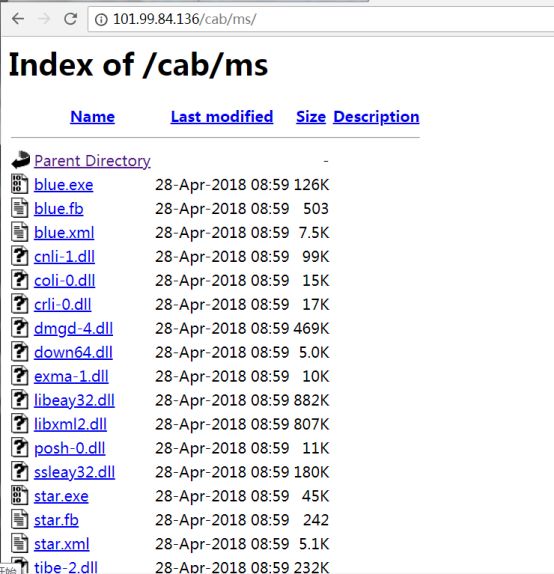 101.99.84.136/cab/ms/
Index of /cab/ms
Name Last modified Size Description
Parent Directory -
blue.exe 28-Apr-2018 08:59 126K
blue.fb 28-Apr-2018 08:59 503
blue.xml 28-Apr-2018 08:59 7.5K
cnli-1.dll 28-Apr-2018 08:59 99K
coli-0.dll 28-Apr-2018 08:59 15K
crli-0.dll 28-Apr-2018 08:59 17K
dmgd-4.dll 28-Apr-2018 08:59 469K
down64.dll 28-Apr-2018 08:59 5.0K
exma-1.dll 28-Apr-2018 08:59 10K
libeay32.dll 28-Apr-2018 08:59 882K
libxml2.dll 28-Apr-2018 08:59 807K
posh-0.dll 28-Apr-2018 08:59 11K
ssleay32.dll 28-Apr-2018 08:59 180K
star.exe 28-Apr-2018 08:59 45K
star.fb 28-Apr-2018 08:59 242
star.xml 28-Apr-2018 08:59 5.1K
tibe-2.dll 28-Apr-2018 08:59 232K
开始